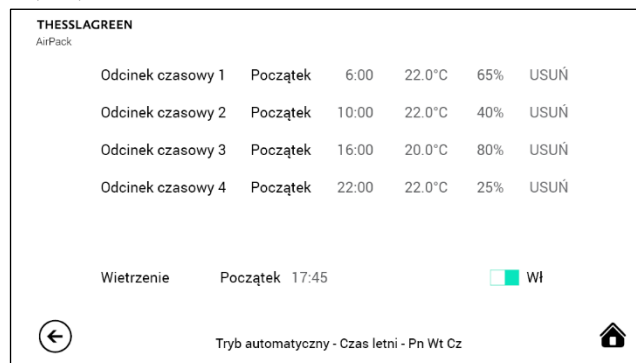 THESSLAGREEN
AirPack
Odcinek czasowy 1 Początek 6:00 22.0°C 65% USUŃ
Odcinek czasowy 2 Początek 10:00 22.0°C 40% USUŃ
Odcinek czasowy 3 Początek 16:00 20.0°C 80% USUŃ
Odcinek czasowy 4 Początek 22:00 22.0°C 25% USUŃ
Wietrzenie Początek 17:45 Wł
Tryb automatyczny - Czas letni - Pn Wt Cz